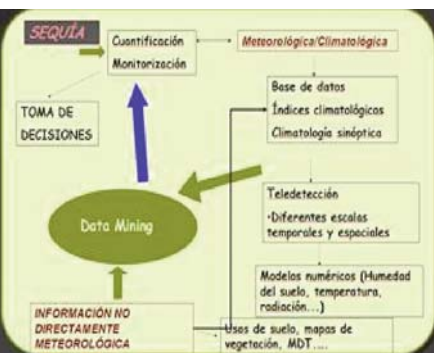 SEQUÍA
Cuantificación
Monitorización
Meteorológica/Climatológica
TOMA DE
DECISIONES
Base de datos
Índices climatológicos
Climatología sinóptica
Teledetección
•Diferentes escalas
temporales y espaciales
Data Mining
Modelos numéricos (Humedad
del suelo, temperatura,
radiación...)
INFORMACIÓN NO
DIRECTAMENTE
METEOROLÓGICA
Usos de suelo, mapas de
vegetación, MDT....